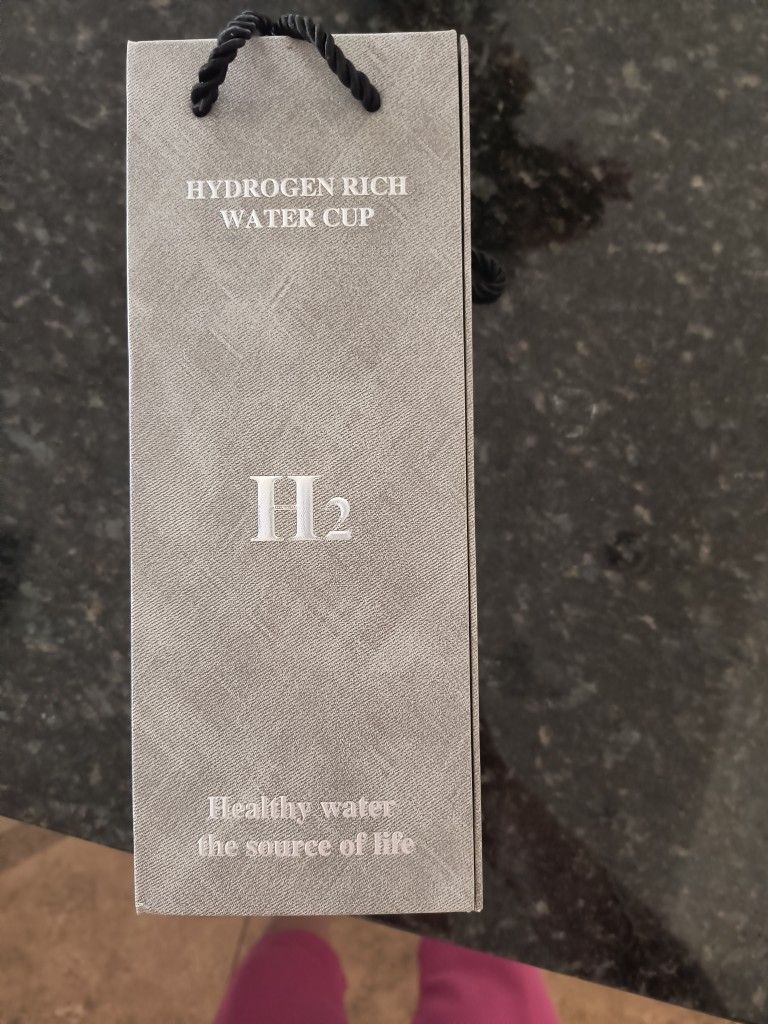 HYDROGEN RICH
WATER CUP
H2
Healthy water
the source of life